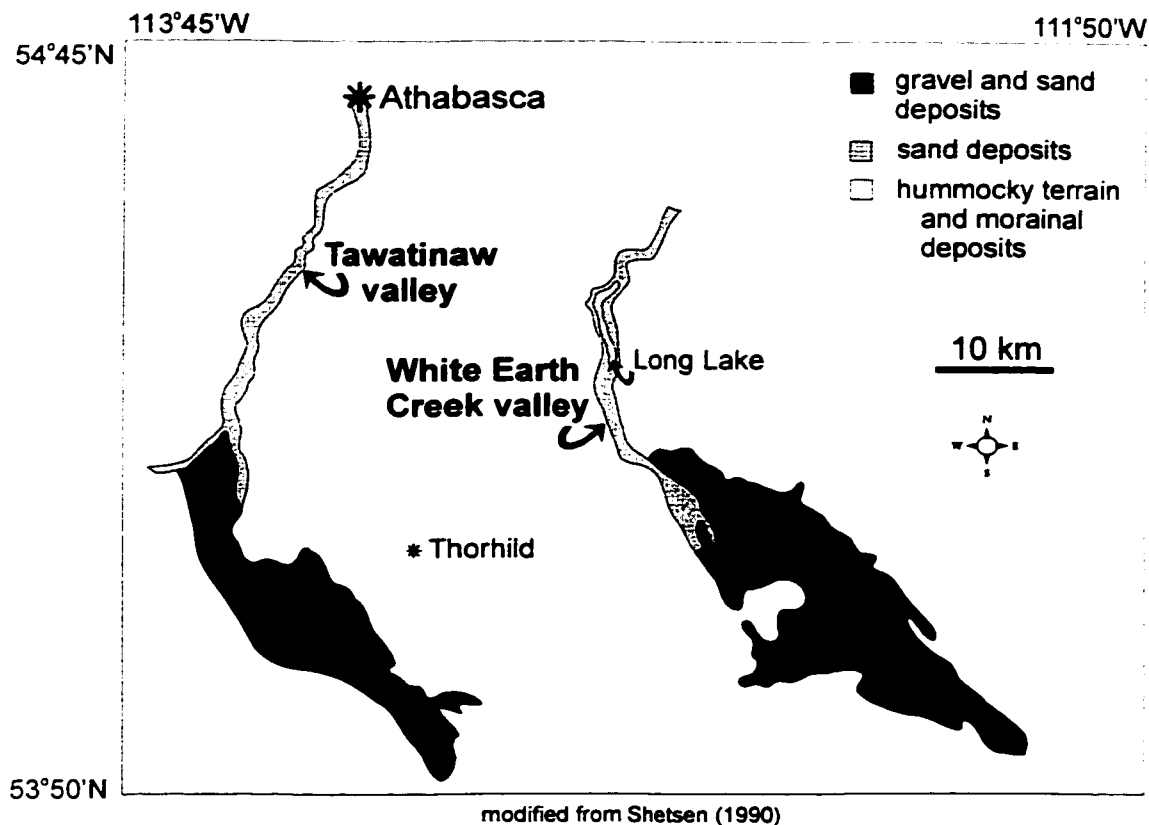 113°45'W
111°50'W
54°45'N
Athabasca
gravel and sand
deposits
sand deposits
hummocky terrain
and morainal
deposits
Tawatinaw
valley
White Earth
Creek valley
Long Lake
10 km
N
W
E
S
Thorhild
53°50'N
modified from Shetsen (1990)